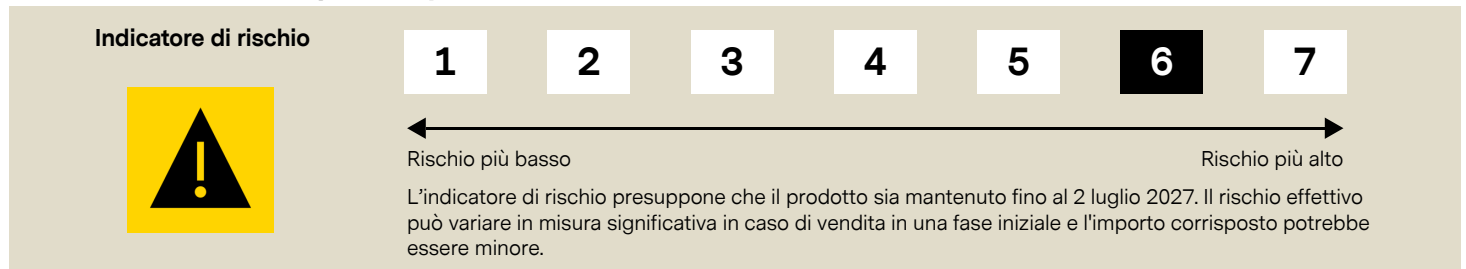 Indicatore di rischio
1 2 3 4 5 6 7
Rischio più basso Rischio più alto
L'indicatore di rischio presuppone che il prodotto sia mantenuto fino al 2 luglio 2027. Il rischio effettivo
può variare in misura significativa in caso di vendita in una fase iniziale e l'importo corrisposto potrebbe
essere minore.